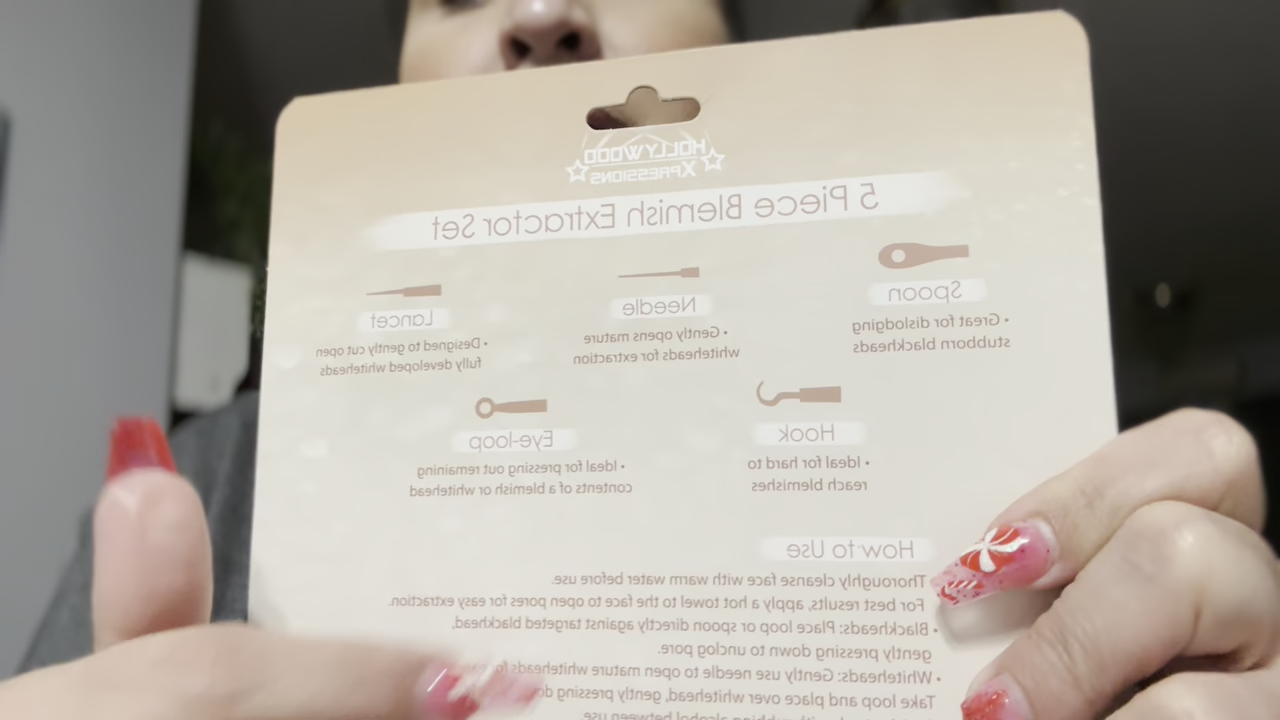 HOLLYWOOD
XPRESSIONS
5 Piece Blemish Extractor Set
Spoon
• Great for dislodging
stubborn blackheads
Needle
• Gently opens mature
whiteheads for extraction
Lancet
• Designed to gently cut open
fully developed whiteheads
Hook
• Ideal for hard to
reach blemishes
Eye-loop
• Ideal for pressing out remaining
contents of a blemish or whitehead
How to Use
Thoroughly cleanse face with warm water before use.
For best results, apply a hot towel to the face to open pores for easy extraction.
• Blackheads: Place loop or spoon directly against targeted blackhead,
gently pressing down to unclog pore.
• Whiteheads: Gently use needle to open mature whiteheads
Take loop and place over whitehead, gently pressing
with rubbing alcohol between use